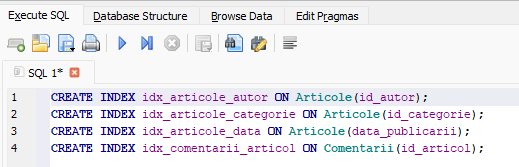 Execute SQL Database Structure Browse Data Edit Pragmas
SQL 1*
1 CREATE INDEX idx_articole_autor ON Articole(id_autor);
2 CREATE INDEX idx_articole_categorie ON Articole(id_categorie);
3 CREATE INDEX idx_articole_data ON Articole(data_publicarii);
4 CREATE INDEX idx_comentarii_articol ON Comentarii(id_articol);